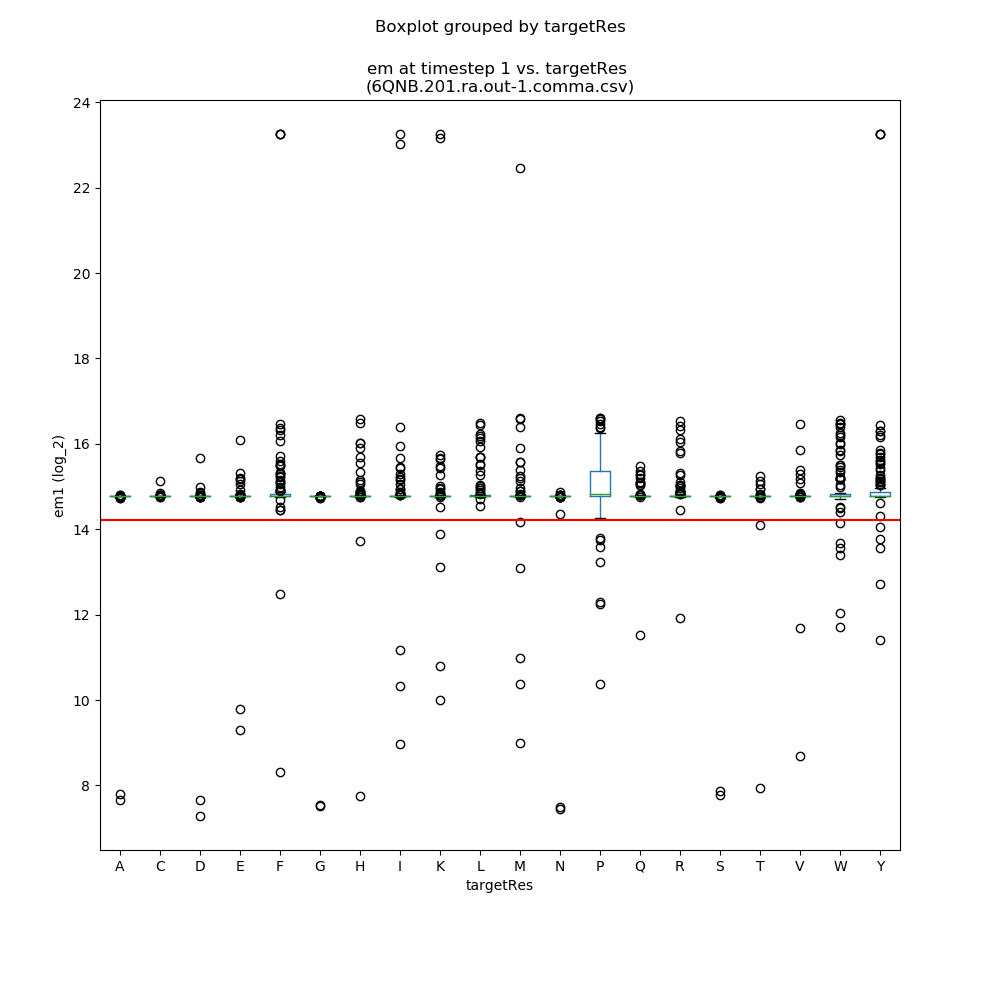 Boxplot grouped by targetRes
em at timestep 1 vs. targetRes
(6QNB.201.ra.out-1.comma.csv)
24
22
20
18
16
14
12
10
8
em1 (log_2)
A C D E F G H I K L M N P Q R S T V W Y
targetRes